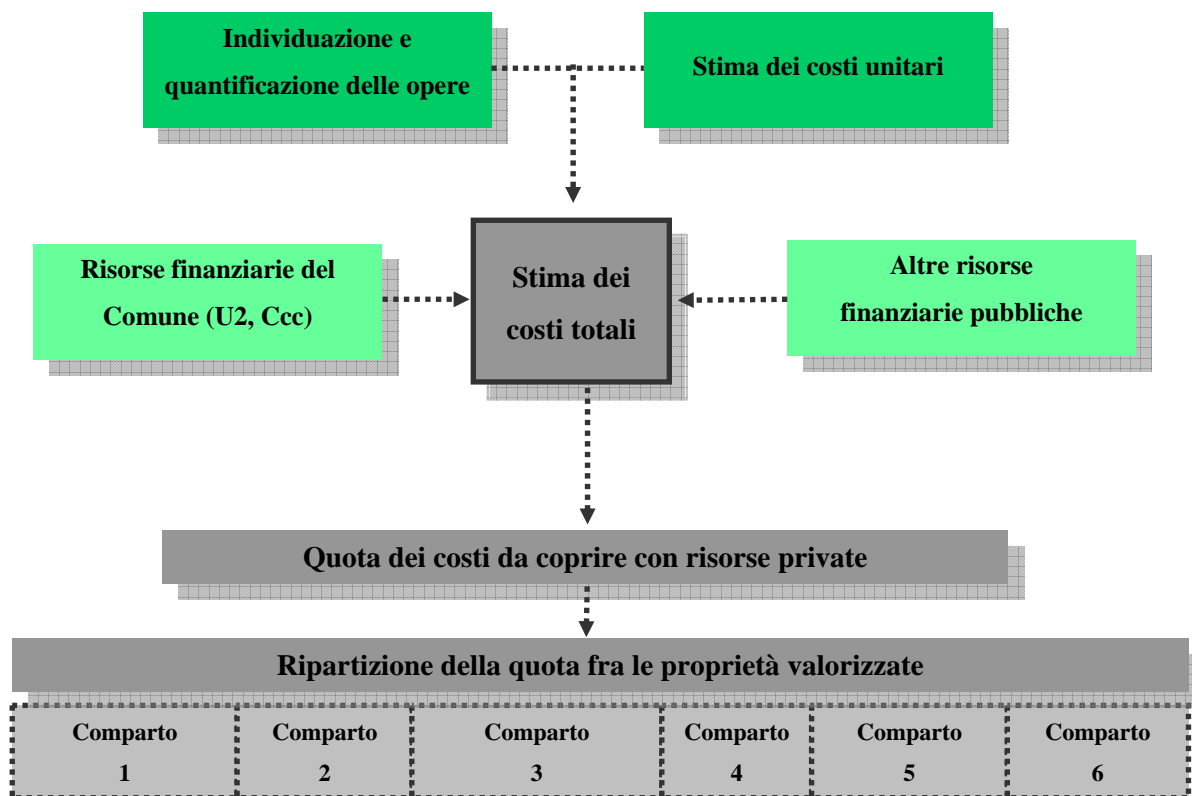 Individuazione e
quantificazione delle opere
Stima dei costi unitari
Risorse finanziarie del
Comune (U2, Ccc)
Stima dei
costi totali
Altre risorse
finanziarie pubbliche
Quota dei costi da coprire con risorse private
Ripartizione della quota fra le proprietà valorizzate
Comparto
1
Comparto
2
Comparto
3
Comparto
4
Comparto
5
Comparto
6